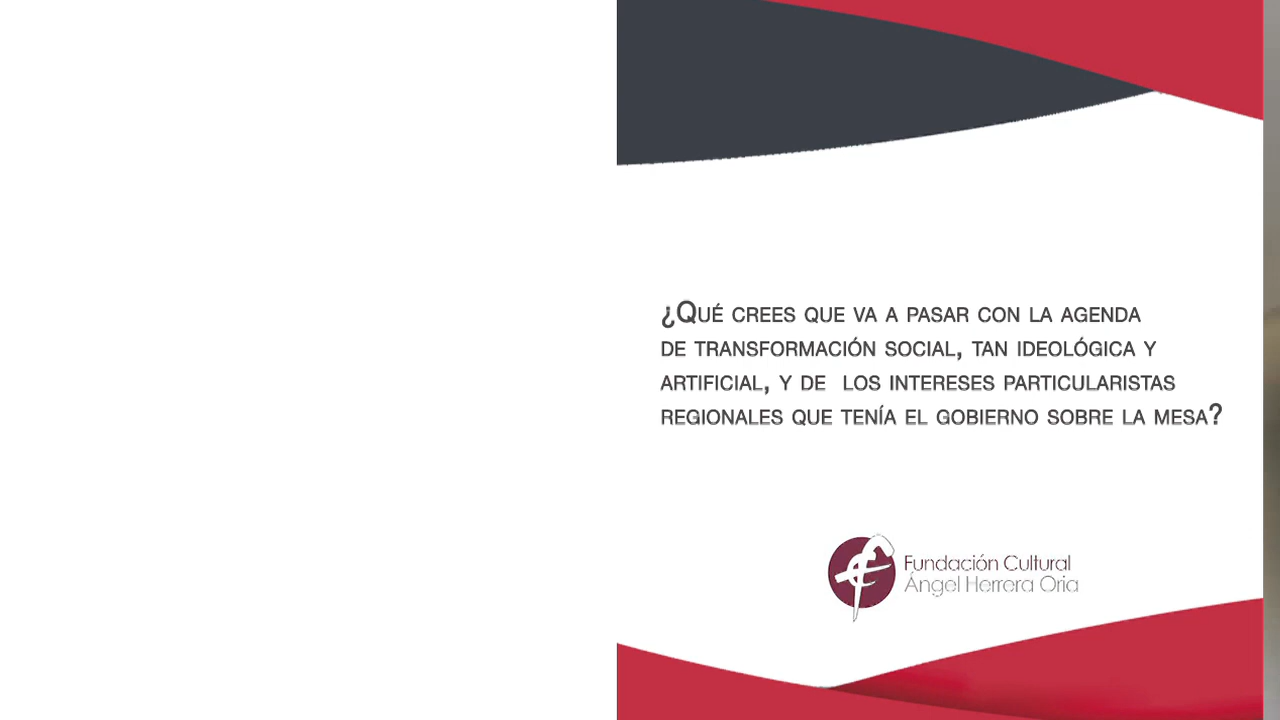 ¿Qué crees que va a pasar con la agenda
de transformación social, tan ideológica y
artificial, y de los intereses particularistas
regionales que tenía el gobierno sobre la mesa?
Fundación Cultural
Ángel Herrera Oria